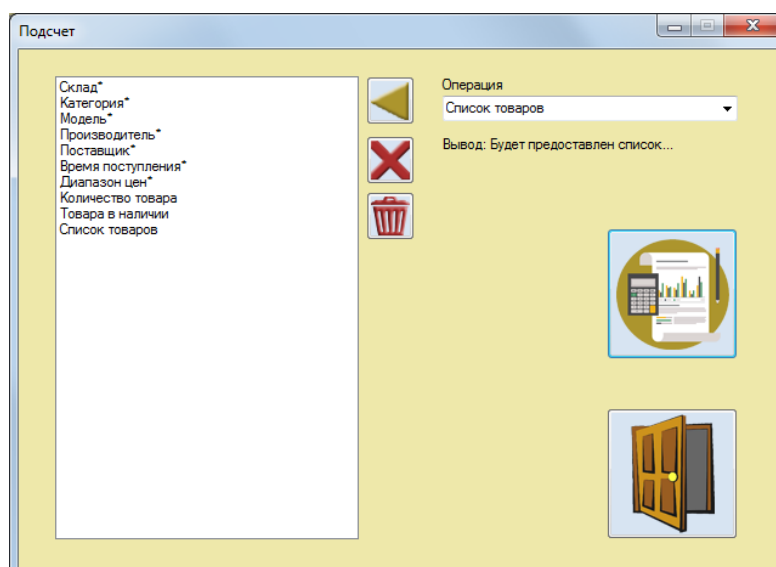 Подсчет
Склад*
Категория*
Модель*
Производитель*
Поставщик*
Время поступления*
Диапазон цен*
Количество товара
Товара в наличии
Список товаров
Операция
Список товаров
Вывод: Будет предоставлен список...